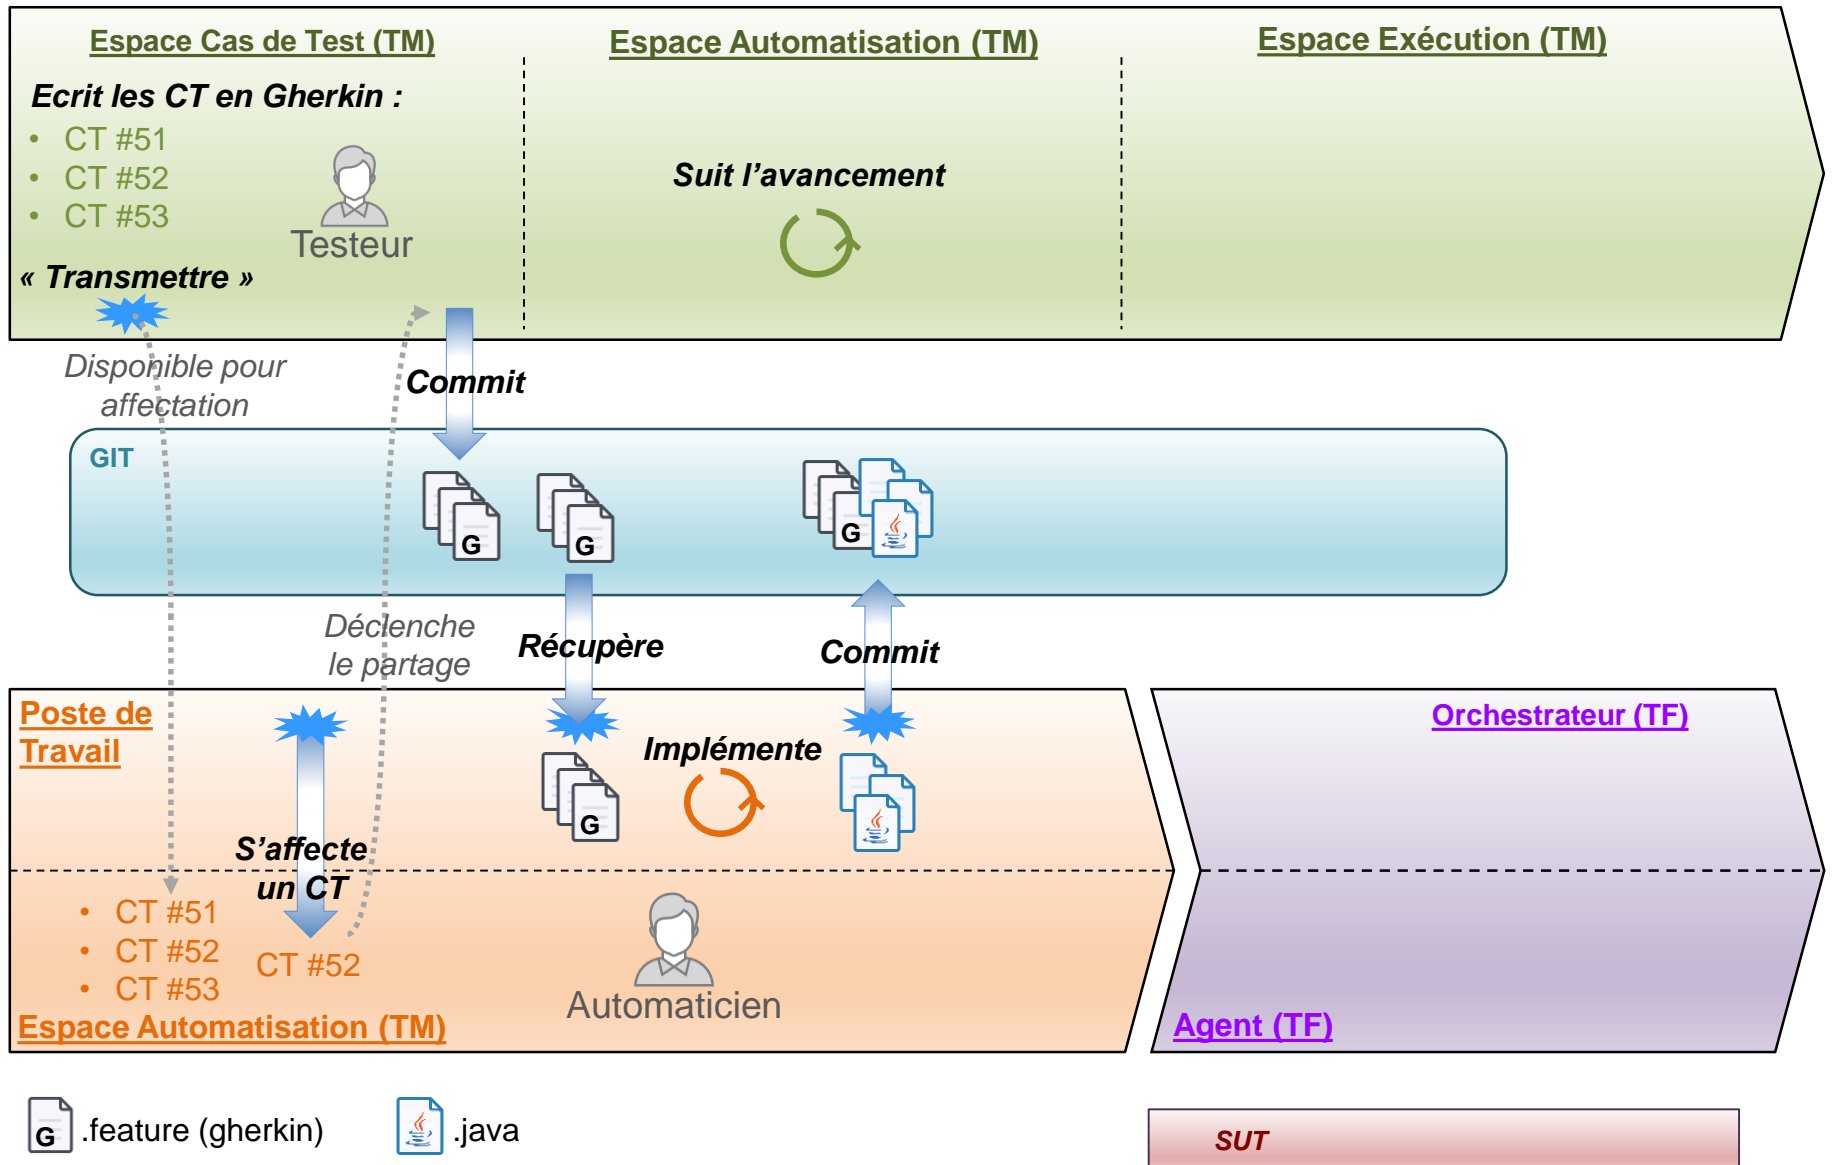 Espace Cas de Test (TM)
Espace Automatisation (TM)
Espace Exécution (TM)
Ecrit les CT en Gherkin :
• CT #51
• CT #52
• CT #53
Testeur
Suit l’avancement
« Transmettre »
Disponible pour
affectation
Commit
GIT
G
G
G
Déclenche
le partage
Récupère
Commit
Poste de
Travail
Implémente
G
Orchestrateur (TF)
S’affecte
un CT
• CT #51
• CT #52
• CT #53
CT #52
Automaticien
Espace Automatisation (TM)
Agent (TF)
G
.feature (gherkin)
.java
SUT